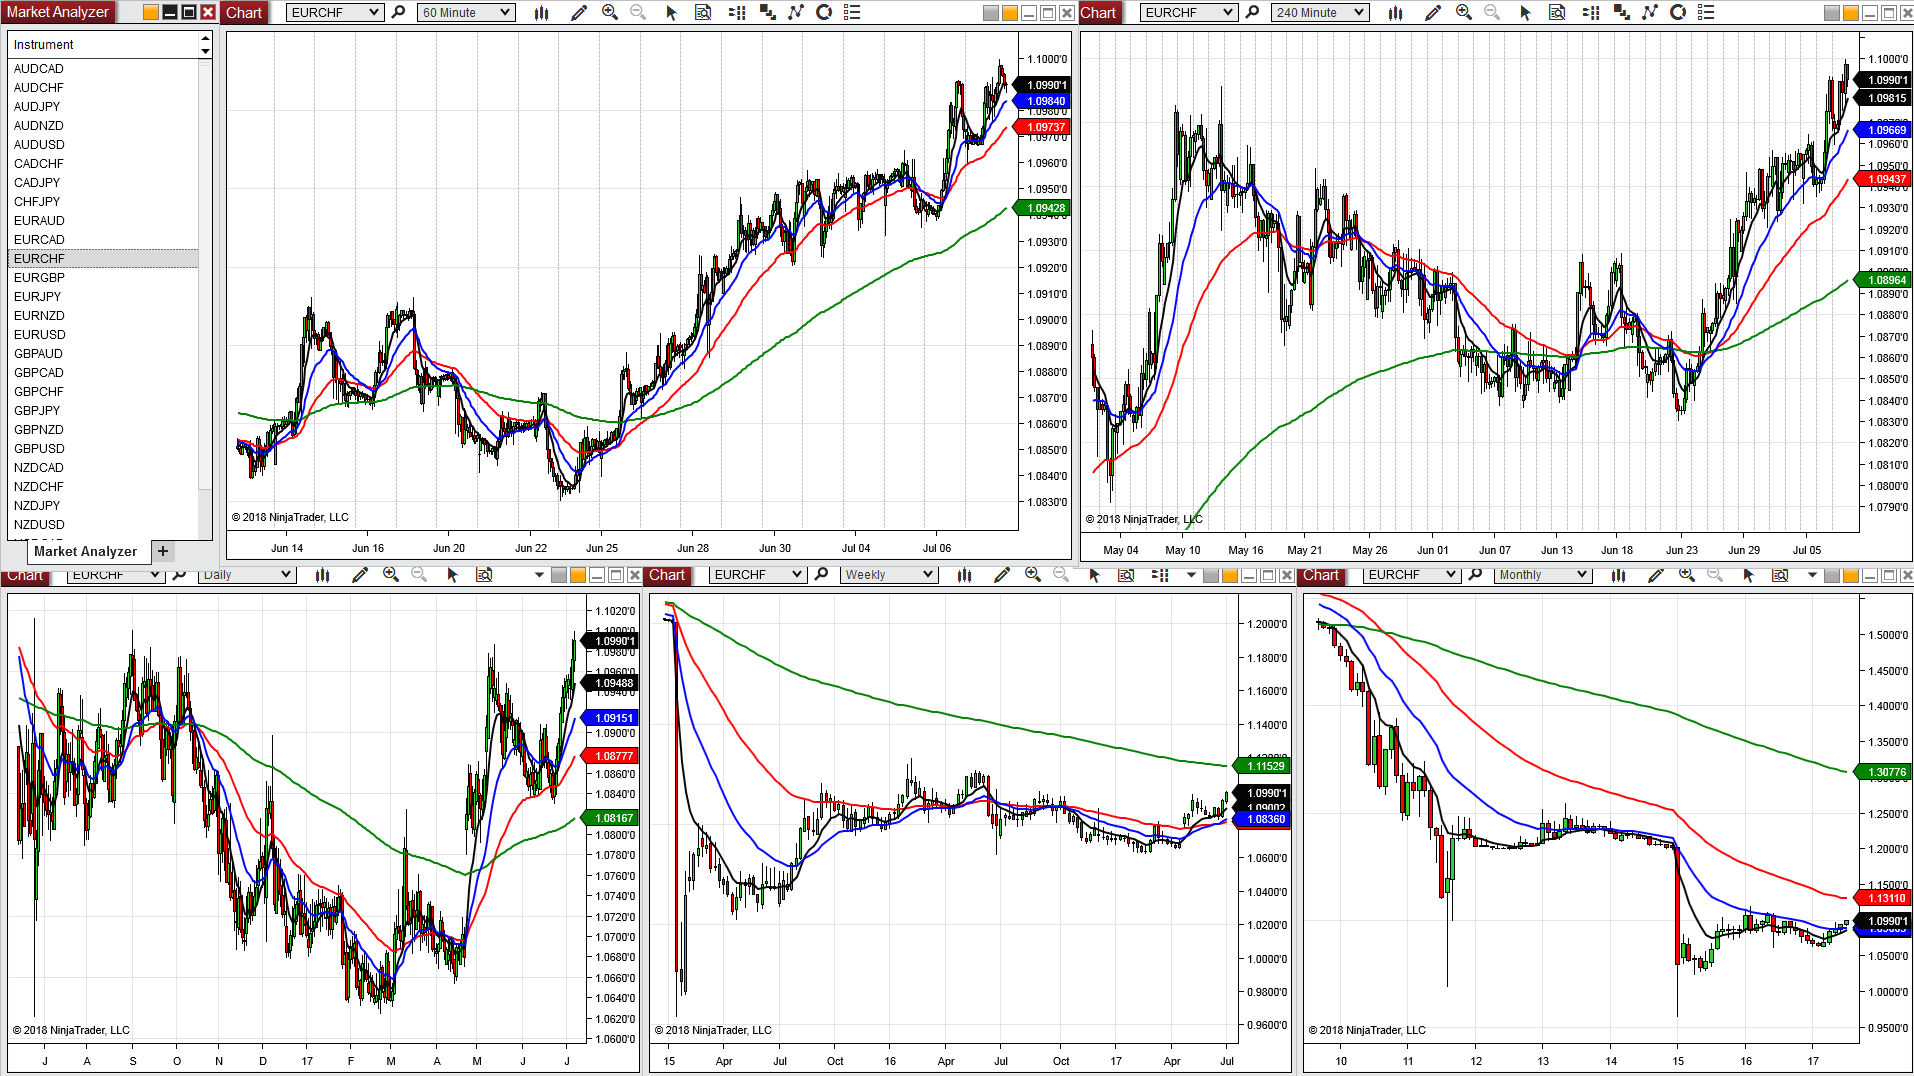 Market Analyzer
Instrument
AUDCAD
AUDCHF
AUDJPY
AUDNZD
AUDUSD
CADCHF
CADJPY
CHFJPY
EURAUD
EURCAD
EURCHF
EURGBP
EURJPY
EURNZD
EURUSD
GBPAUD
GBPCAD
GBPCHF
GBPJPY
GBPNZD
GBPUSD
NZDCAD
NZDCHF
NZDJPY
NZDUSD
Market Analyzer +
Chart EURCHF 60 Minute
1.1000'0
1.0990'1
1.09840
1.09737
1.0970'0
1.0960'0
1.0950'0
1.09428
1.0930'0
1.0920'0
1.0910'0
1.0900'0
1.0890'0
1.0880'0
1.0870'0
1.0860'0
1.0850'0
1.0840'0
1.0830'0
© 2018 NinjaTrader, LLC
Jun 14 Jun 16 Jun 20 Jun 22 Jun 25 Jun 28 Jun 30 Jul 04 Jul 06
Chart EURCHF 240 Minute
1.1000'0
1.0990'1
1.09815
1.09669
1.0960'0
1.0950'0
1.09437
1.0930'0
1.0920'0
1.0910'0
1.08964
1.0890'0
1.0880'0
1.0870'0
1.0860'0
1.0850'0
1.0840'0
1.0830'0
1.0820'0
1.0810'0
1.0800'0
1.0790'0
© 2018 NinjaTrader, LLC
May 04 May 10 May 16 May 21 May 26 Jun 01 Jun 07 Jun 13 Jun 18 Jun 23 Jun 29 Jul 05
Chart EURCHF Daily
1.1020'0
1.0990'1
1.0980'0
1.0960'0
1.09488
1.09151
1.0900'0
1.08777
1.0860'0
1.0840'0
1.08167
1.0800'0
1.0780'0
1.0760'0
1.0740'0
1.0720'0
1.0700'0
1.0680'0
1.0660'0
1.0640'0
1.0620'0
1.0600'0
© 2018 NinjaTrader, LLC
J A S O N D 17 F M A M J J
Chart EURCHF Weekly
1.2000'0
1.1800'0
1.1600'0
1.1400'0
1.11529
1.0990'1
1.08360
1.0600'0
1.0400'0
1.0200'0
1.0000'0
0.9800'0
0.9600'0
© 2018 NinjaTrader, LLC
15 Apr Jul Oct 16 Apr Jul Oct 17 Apr Jul
Chart EURCHF Monthly
1.5000'0
1.4500'0
1.4000'0
1.3500'0
1.30776
1.2500'0
1.2000'0
1.1500'0
1.13110
1.0990'1
1.0500'0
1.0000'0
0.9500'0
© 2018 NinjaTrader, LLC
10 11 12 13 14 15 16 17